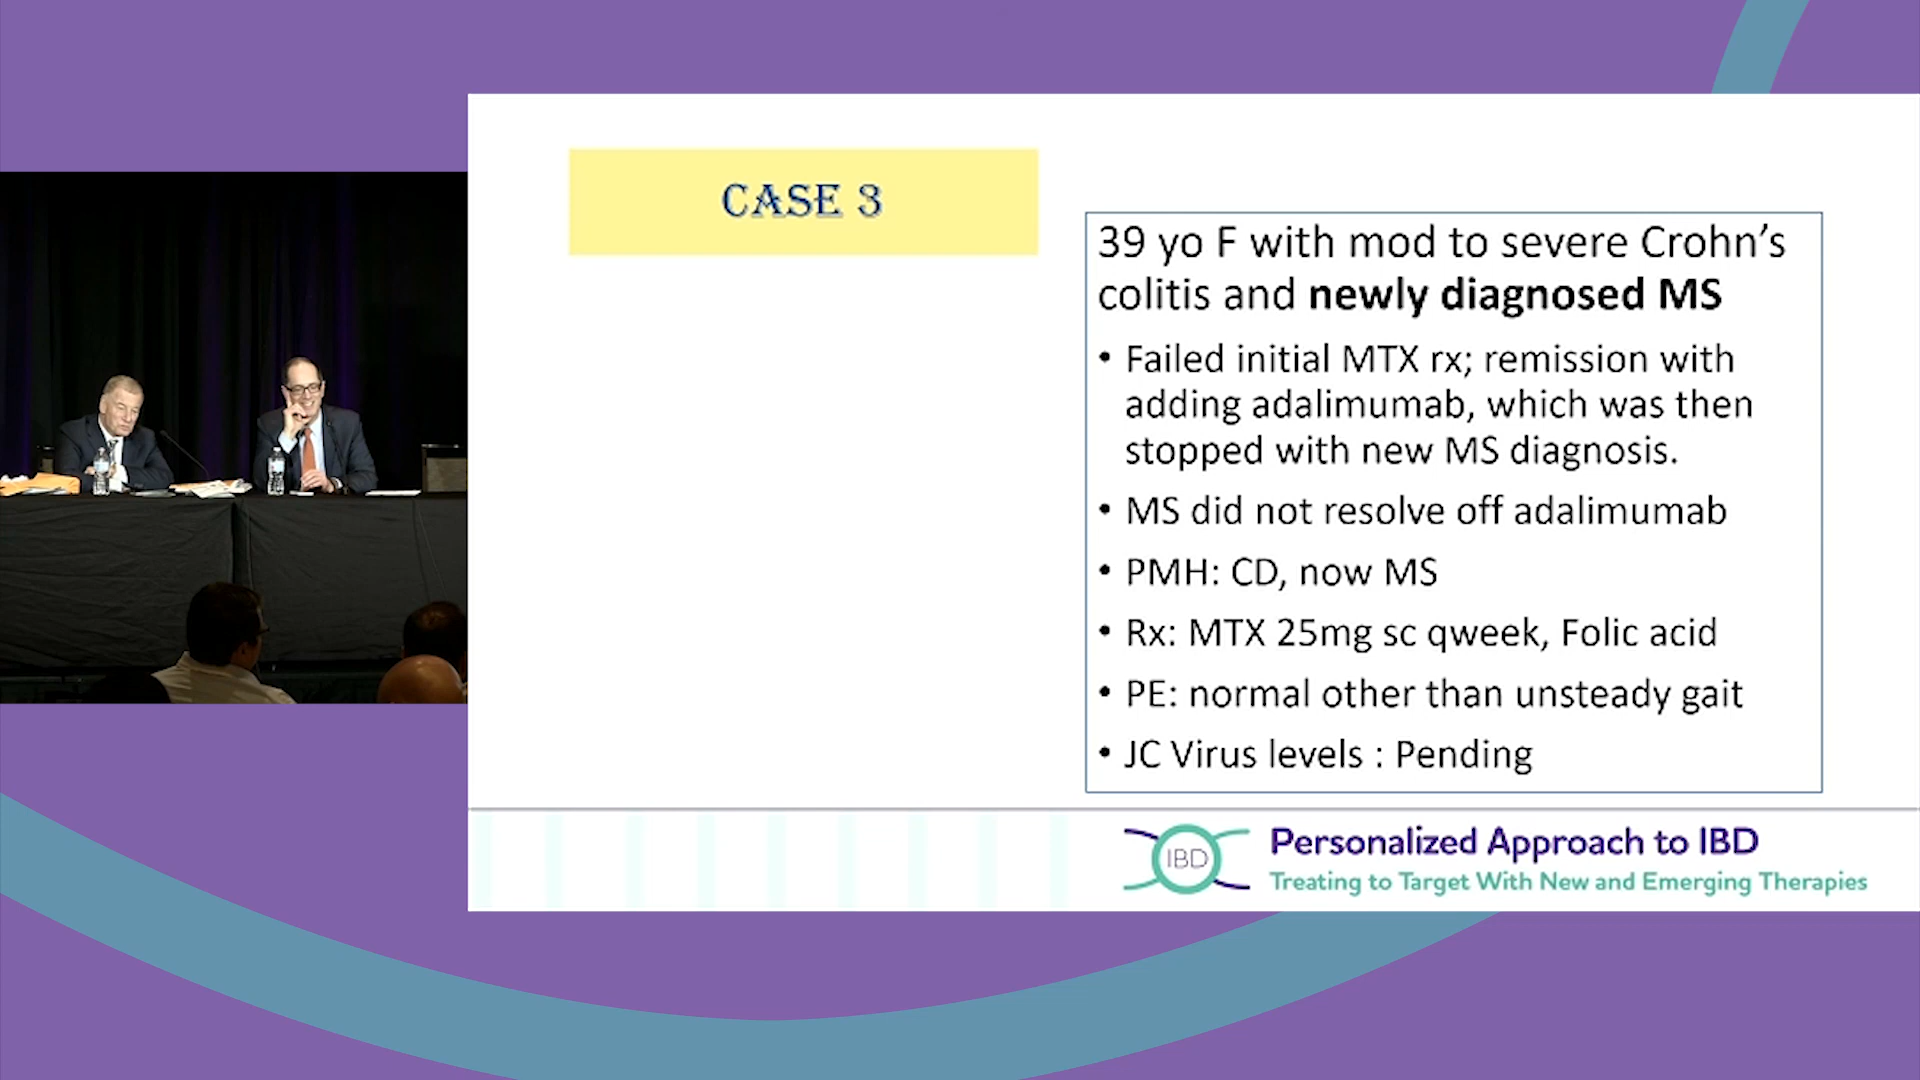 CASE 3
39 yo F with mod to severe Crohn’s
colitis and newly diagnosed MS
• Failed initial MTX rx; remission with
adding adalimumab, which was then
stopped with new MS diagnosis.
• MS did not resolve off adalimumab
• PMH: CD, now MS
• Rx: MTX 25mg sc qweek, Folic acid
• PE: normal other than unsteady gait
• JC Virus levels : Pending
IBD
Personalized Approach to IBD
Treating to Target With New and Emerging Therapies